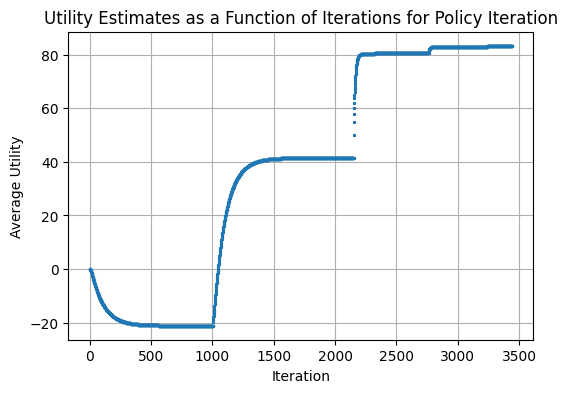 Utility Estimates as a Function of Iterations for Policy Iteration
80
60
40
20
0
−20
Average Utility
0 500 1000 1500 2000 2500 3000 3500
Iteration